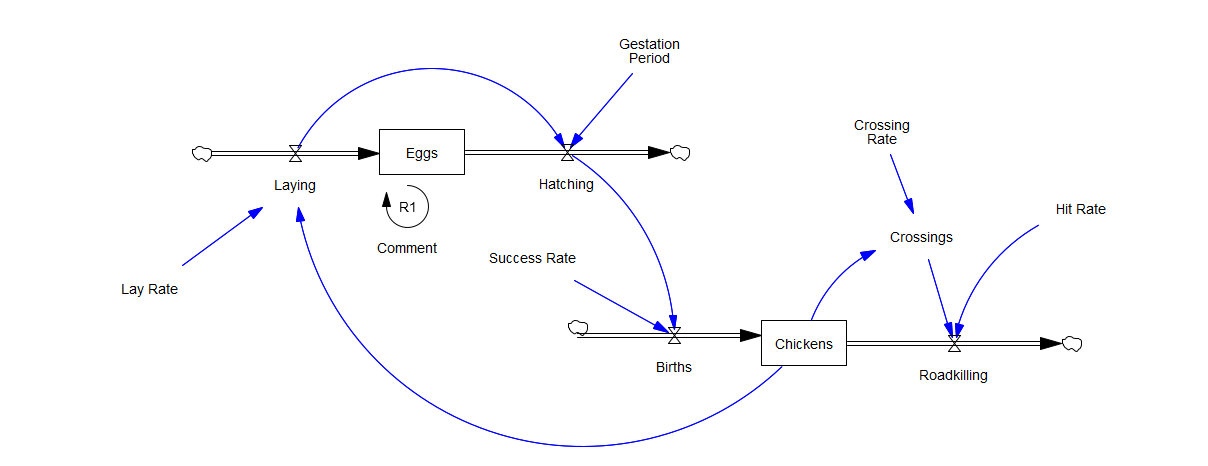 Gestation
Period
Crossing
Rate
Eggs
Laying
Hatching
R1
Hit Rate
Comment
Crossings
Success Rate
Lay Rate
Chickens
Births
Roadkilling